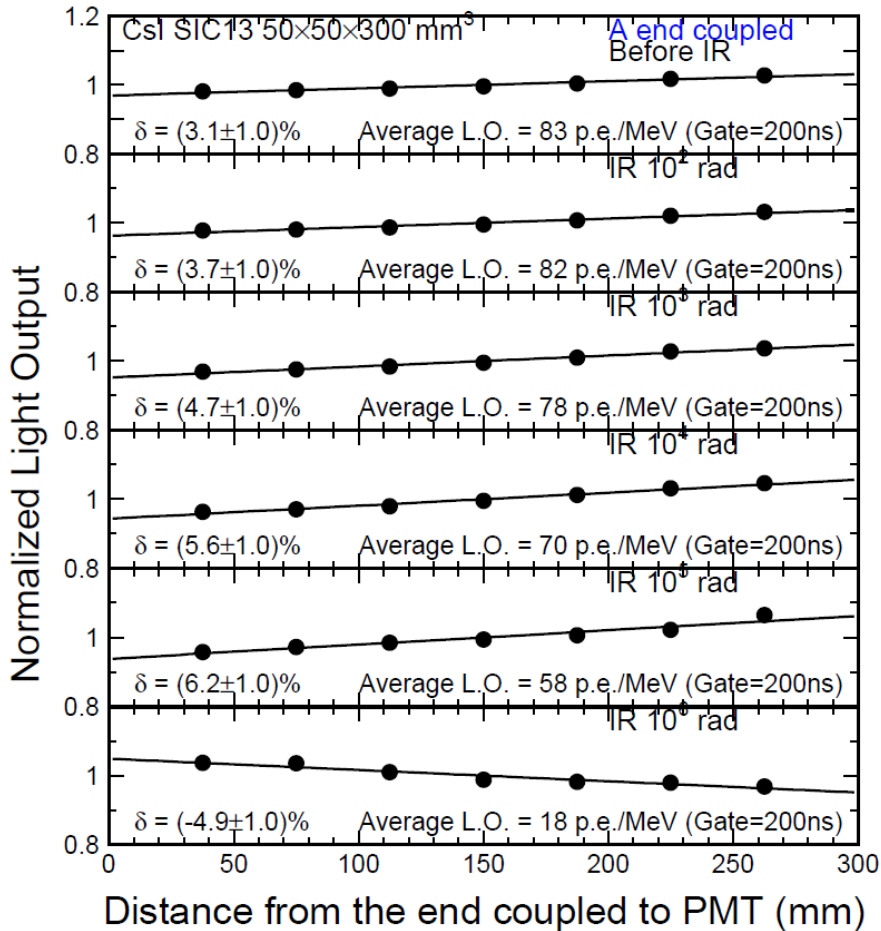 1.2
CsI SIC13 50×50×300 mm³
A end coupled
Before IR
1
δ = (3.1±1.0)% Average L.O. = 83 p.e./MeV (Gate=200ns)
0.8
IR 10² rad
1
δ = (3.7±1.0)% Average L.O. = 82 p.e./MeV (Gate=200ns)
0.8
IR 10³ rad
1
δ = (4.7±1.0)% Average L.O. = 78 p.e./MeV (Gate=200ns)
0.8
IR 10⁴ rad
1
δ = (5.6±1.0)% Average L.O. = 70 p.e./MeV (Gate=200ns)
0.8
IR 10⁵ rad
1
δ = (6.2±1.0)% Average L.O. = 58 p.e./MeV (Gate=200ns)
0.8
IR 10⁶ rad
1
δ = (-4.9±1.0)% Average L.O. = 18 p.e./MeV (Gate=200ns)
0.8
0 50 100 150 200 250 300
Normalized Light Output
Distance from the end coupled to PMT (mm)